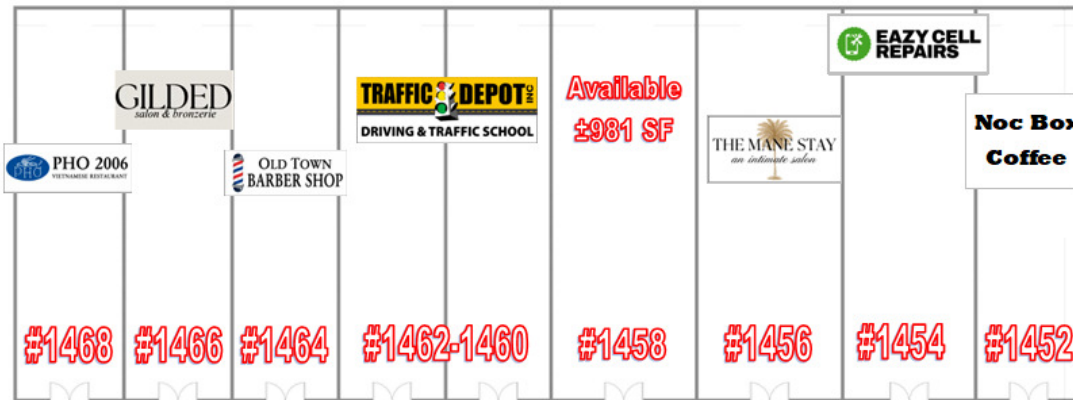 EAZY CELL
REPAIRS
GILDED
salon & bronzerie
TRAFFIC DEPOT INC
DRIVING & TRAFFIC SCHOOL
Available
±981 SF
Noc Box
Coffee
THE MANE STAY
an intimate salon
PHO 2006
VIETNAMESE RESTAURANT
PHO
OLD TOWN
BARBER SHOP
#1468
#1466
#1464
#1462-1460
#1458
#1456
#1454
#1452